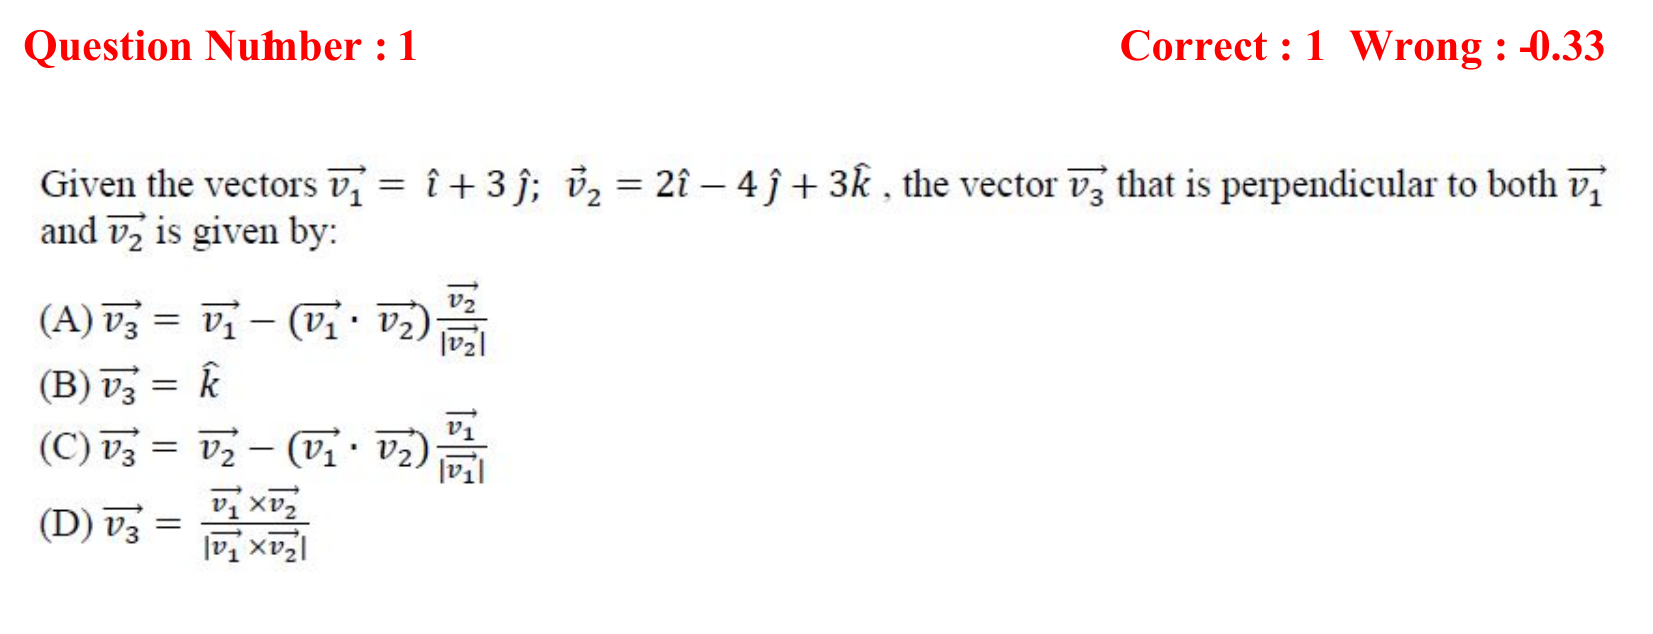 Question Number : 1 Correct : 1 Wrong : -0.33
Given the vectors $\overrightarrow{v_1} = \hat{\imath} + 3\hat{\jmath};\ \vec{v}_2 = 2\hat{\imath} - 4\hat{\jmath} + 3\hat{k}$ , the vector $\overrightarrow{v_3}$ that is perpendicular to both $\overrightarrow{v_1}$
and $\overrightarrow{v_2}$ is given by:
(A) $\overrightarrow{v_3} = \overrightarrow{v_1} - (\overrightarrow{v_1} \cdot \overrightarrow{v_2})\frac{\overrightarrow{v_2}}{|\overrightarrow{v_2}|}$
(B) $\overrightarrow{v_3} = \hat{k}$
(C) $\overrightarrow{v_3} = \overrightarrow{v_2} - (\overrightarrow{v_1} \cdot \overrightarrow{v_2})\frac{\overrightarrow{v_1}}{|\overrightarrow{v_1}|}$
(D) $\overrightarrow{v_3} = \frac{\overrightarrow{v_1} \times \overrightarrow{v_2}}{|\overrightarrow{v_1} \times \overrightarrow{v_2}|}$